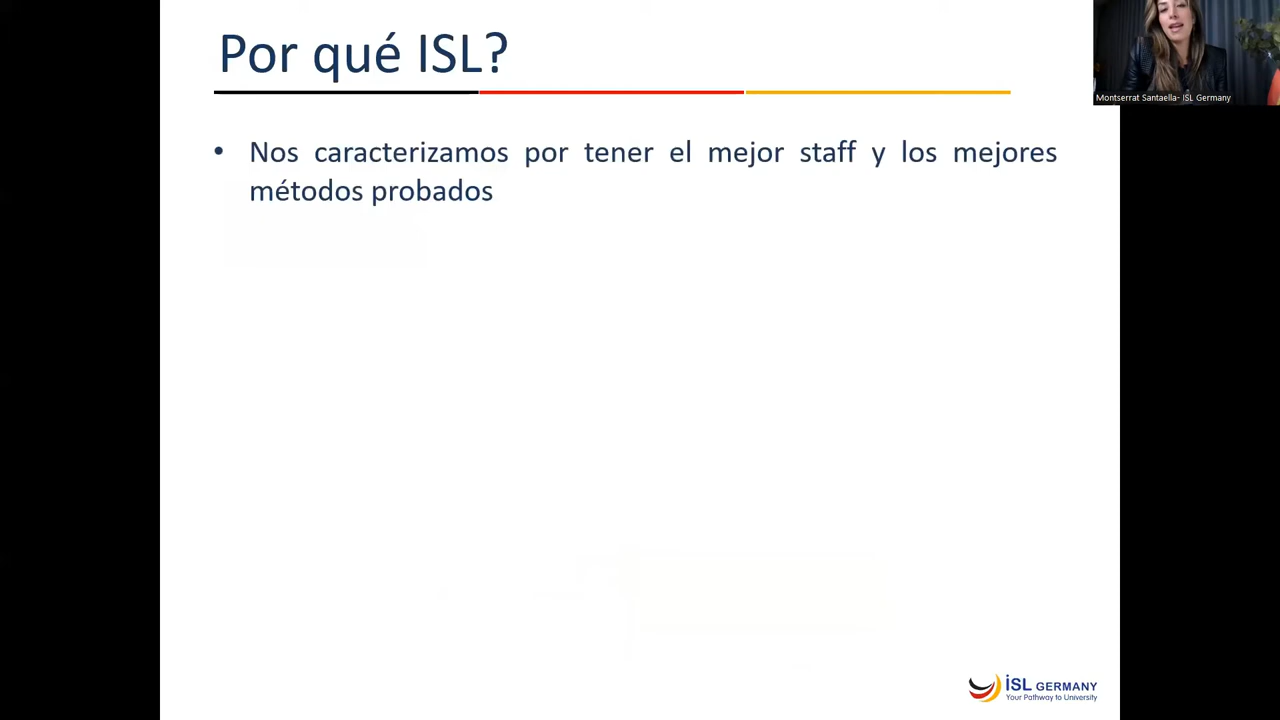 Por qué ISL?
Montserrat Santaella- ISL Germany
• Nos caracterizamos por tener el mejor staff y los mejores
métodos probados
iSL GERMANY
Your Pathway to University